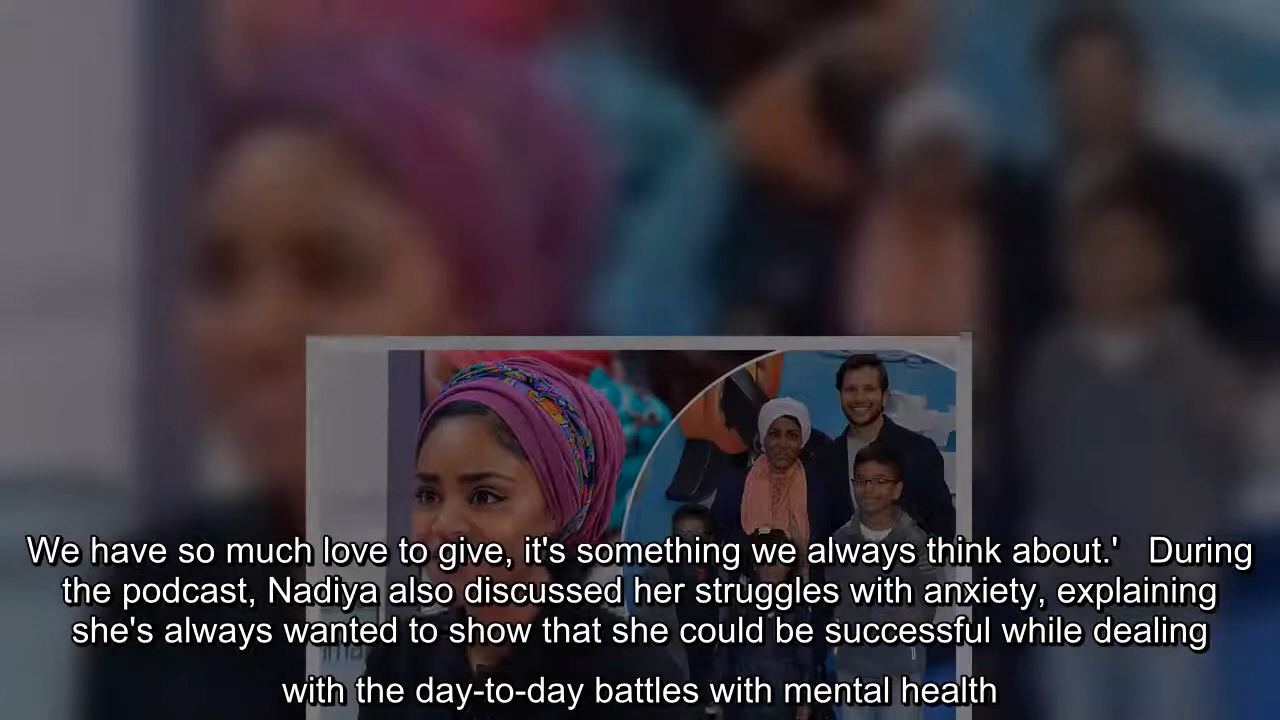 We have so much love to give, it's something we always think about.'   During
the podcast, Nadiya also discussed her struggles with anxiety, explaining
she's always wanted to show that she could be successful while dealing
with the day-to-day battles with mental health